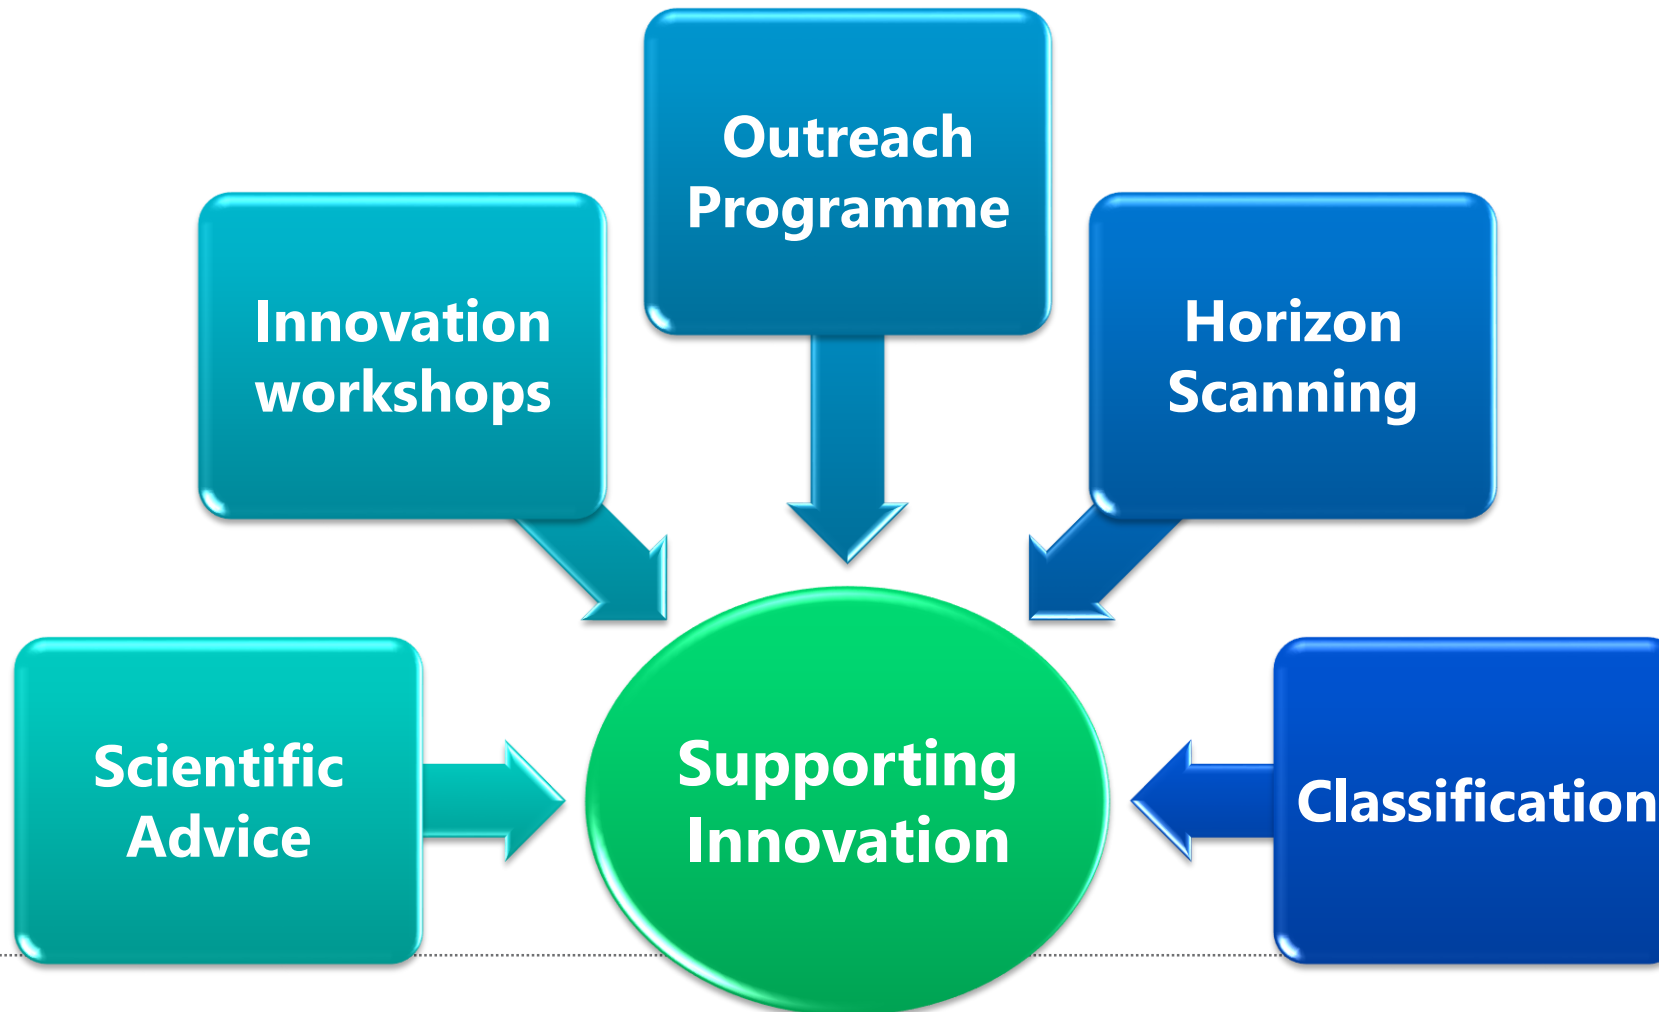 Outreach
Programme
Innovation
workshops
Horizon
Scanning
Scientific
Advice
Supporting
Innovation
Classification